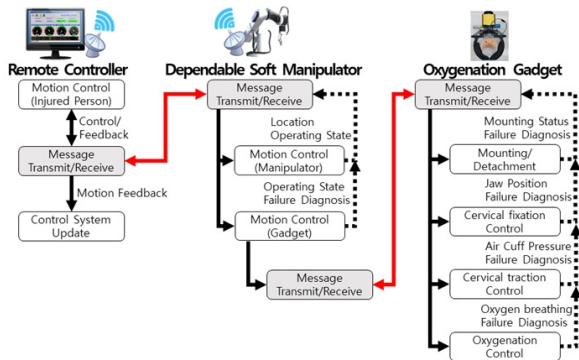 Remote Controller
Motion Control
(Injured Person)
Control/
Feedback
Message
Transmit/Receive
Motion Feedback
Control System
Update
Dependable Soft Manipulator
Message
Transmit/Receive
Location
Operating State
Motion Control
(Manipulator)
Operating State
Failure Diagnosis
Motion Control
(Gadget)
Message
Transmit/Receive
Oxygenation Gadget
Message
Transmit/Receive
Mounting Status
Failure Diagnosis
Mounting/
Detachment
Jaw Position
Failure Diagnosis
Cervical fixation
Control
Air Cuff Pressure
Failure Diagnosis
Cervical traction
Control
Oxygen breathing
Failure Diagnosis
Oxygenation
Control